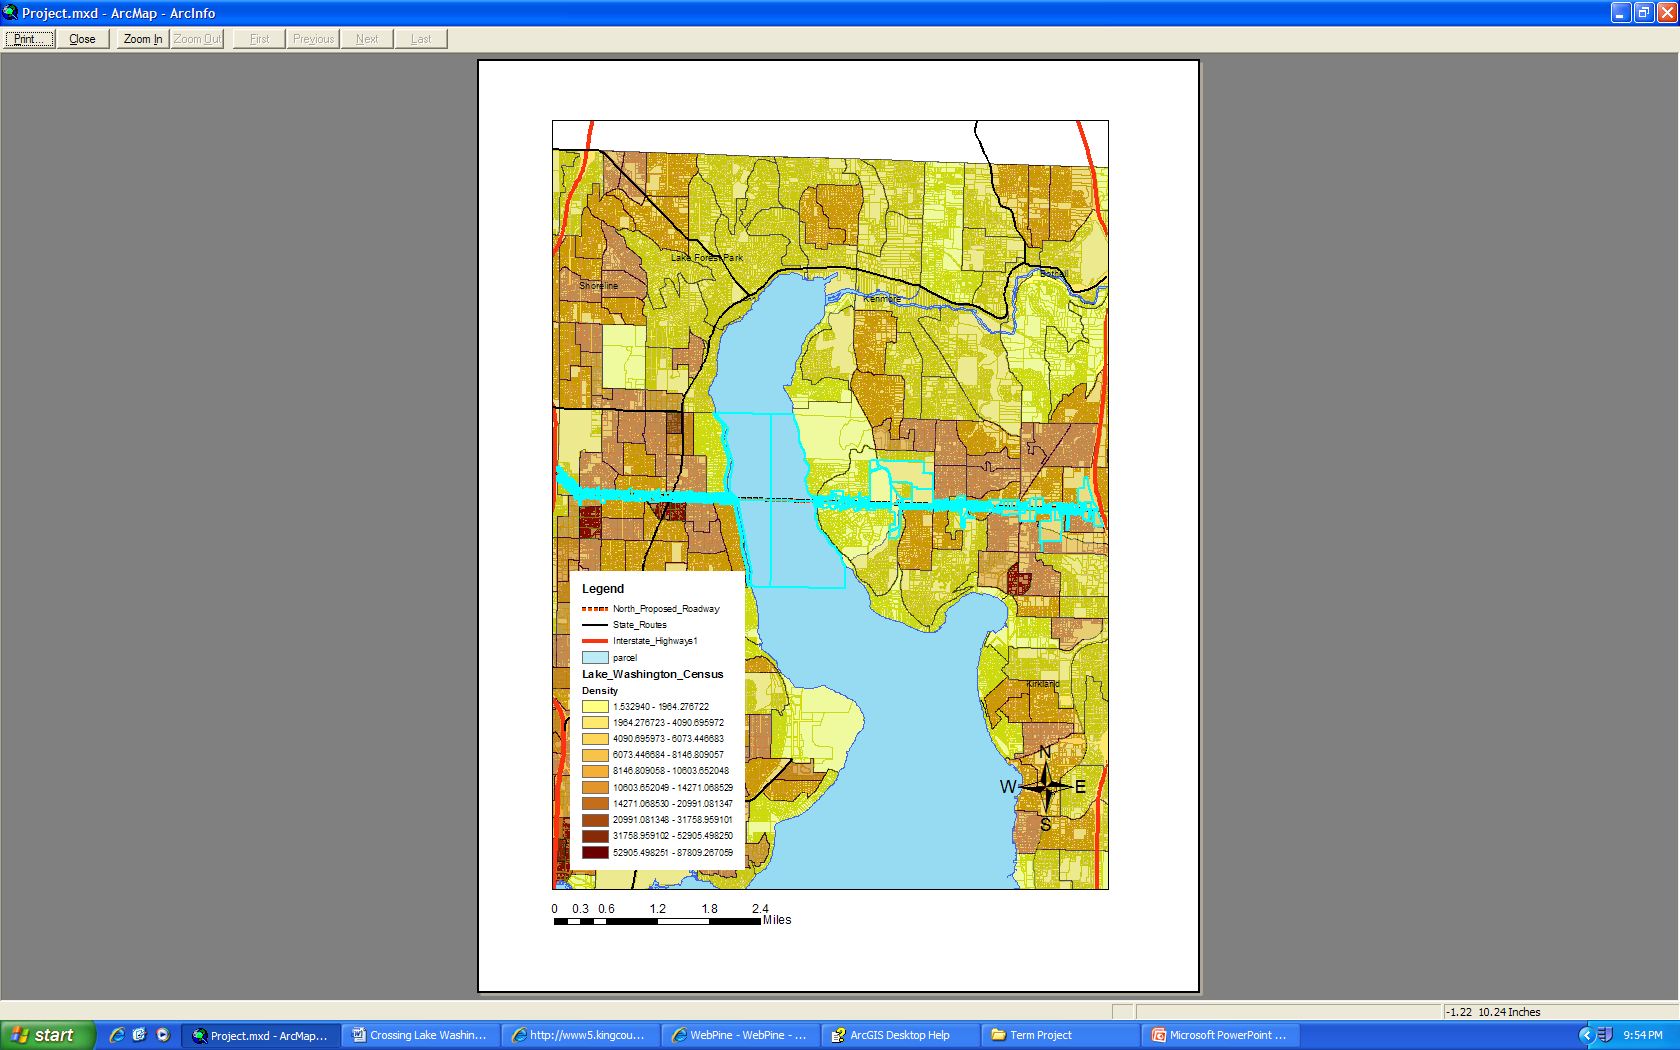 Project.mxd - ArcMap - ArcInfo
Print... Close Zoom In Zoom Out First Previous Next Last
Lake Forest Park
Shoreline
Bothell
Kenmore
Kirkland
N
W E
S
Legend
North_Proposed_Roadway
State_Routes
Interstate_Highways1
parcel
Lake_Washington_Census
Density
1.532940 - 1964.276722
1964.276723 - 4090.695972
4090.695973 - 6073.446683
6073.446684 - 8146.809057
8146.809058 - 10603.652048
10603.652049 - 14271.068529
14271.068530 - 20991.081347
20991.081348 - 31758.959101
31758.959102 - 52905.498250
52905.498251 - 87809.267059
0 0.3 0.6 1.2 1.8 2.4
Miles
-1.22 10.24 Inches
start Project.mxd - ArcMap... Crossing Lake Washin... http://www5.kingcou... WebPine - WebPine - ... ArcGIS Desktop Help Term Project Microsoft PowerPoint ... 9:54 PM